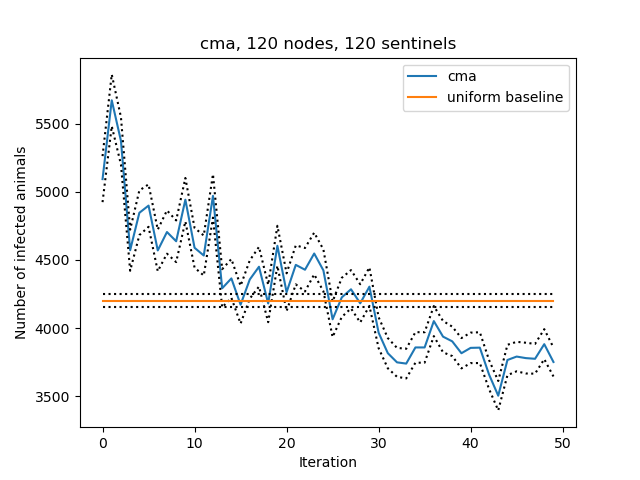 cma, 120 nodes, 120 sentinels
cma
uniform baseline
Number of infected animals
5500
5000
4500
4000
3500
0
10
20
30
40
50
Iteration